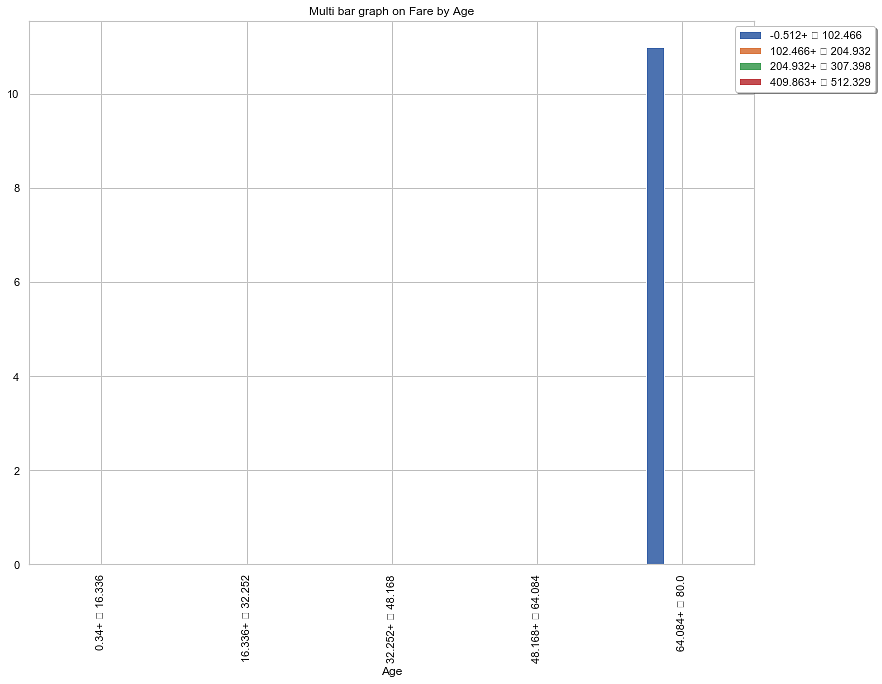 Multi bar graph on Fare by Age
-0.512+ □ 102.466
102.466+ □ 204.932
204.932+ □ 307.398
409.863+ □ 512.329
10
8
6
4
2
0
0.34+ □ 16.336
16.336+ □ 32.252
32.252+ □ 48.168
48.168+ □ 64.084
64.084+ □ 80.0
Age